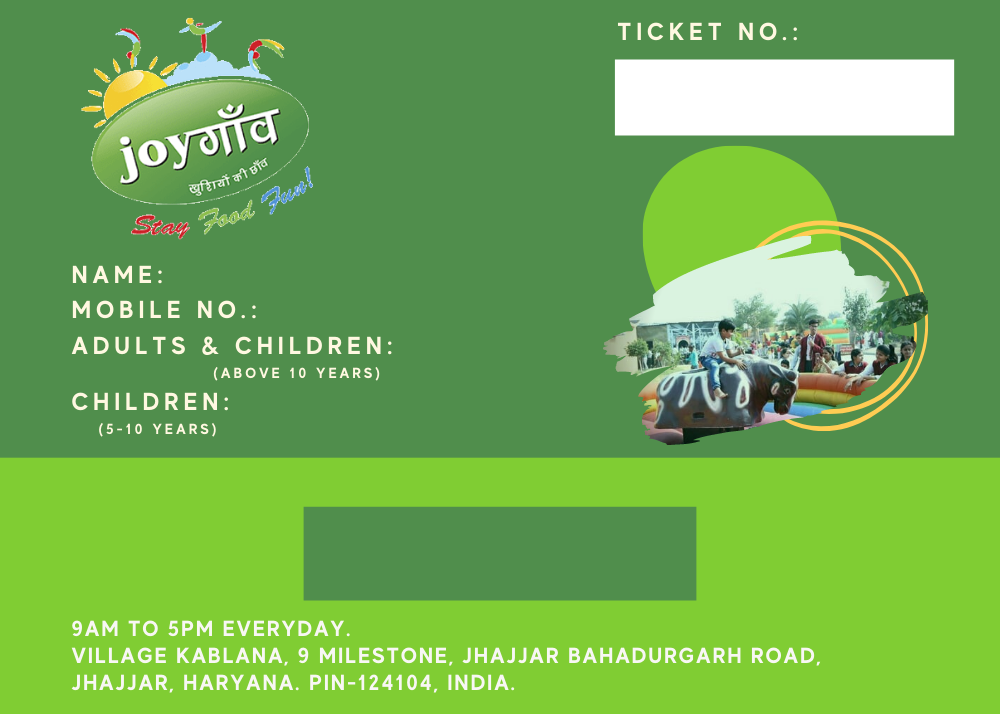 joyगाँव
खुशियों की छाँव
Stay Food Fun!
TICKET NO.:
NAME:
MOBILE NO.:
ADULTS & CHILDREN:
(ABOVE 10 YEARS)
CHILDREN:
(5-10 YEARS)
9AM TO 5PM EVERYDAY.
VILLAGE KABLANA, 9 MILESTONE, JHAJJAR BAHADURGARH ROAD,
JHAJJAR, HARYANA. PIN-124104, INDIA.